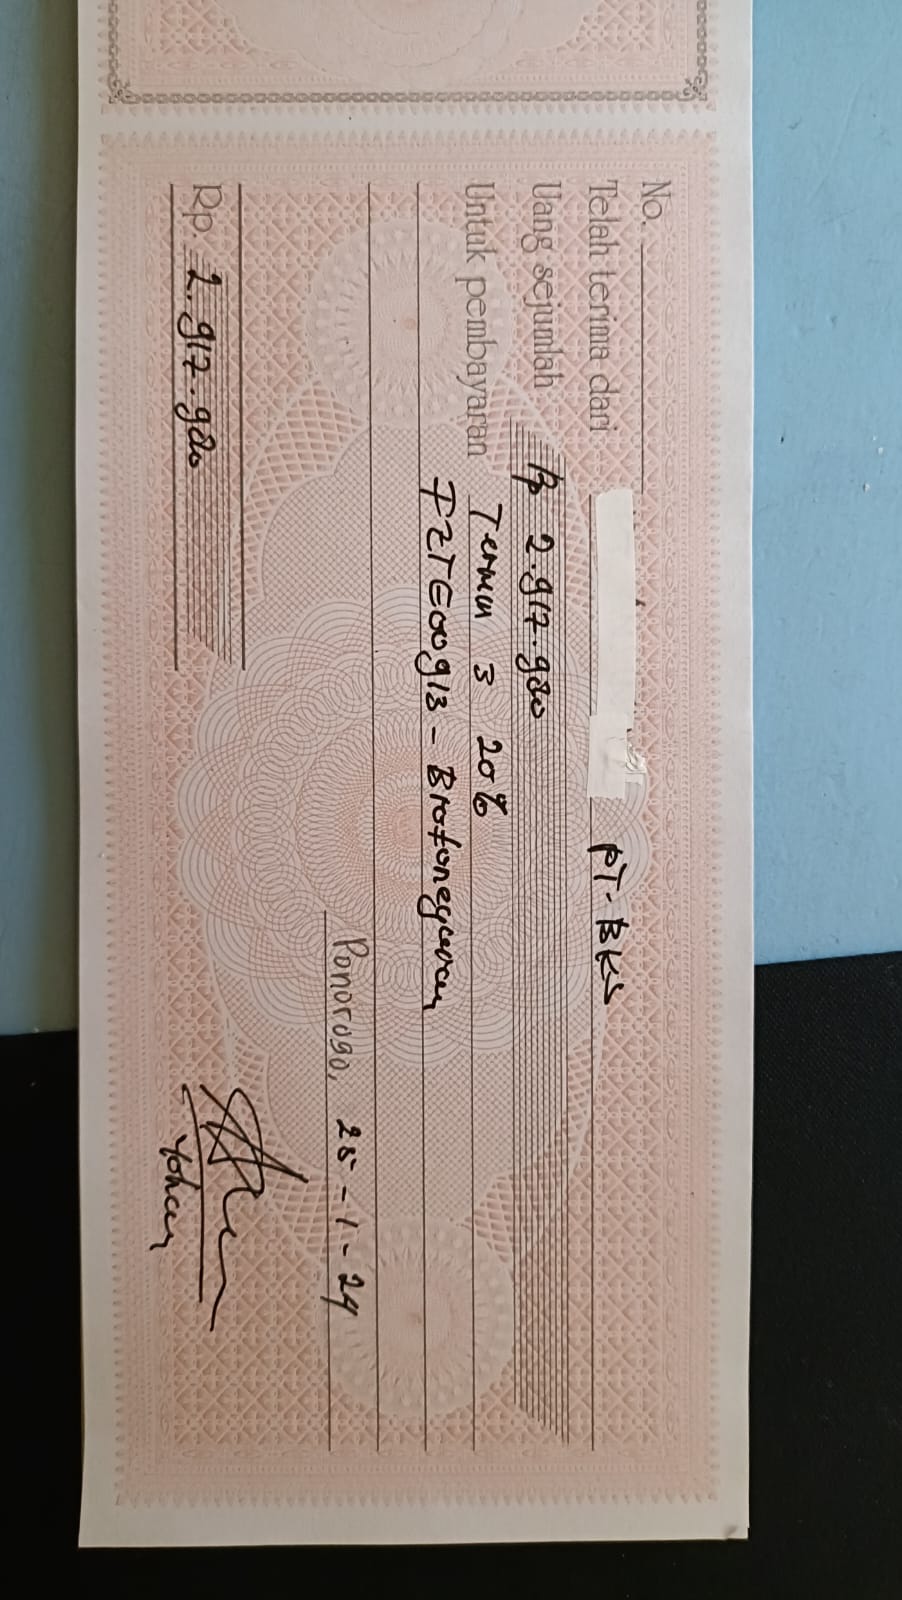 No.
Telah terima dari PT. BKS
Uang sejumlah Rp 2.917.980
Untuk pembayaran Termin 3 20%
FZTE00913 - Brotonegaran
Ponorogo, 25 - 1 - 24
Rp. 2.917.980
Yohan